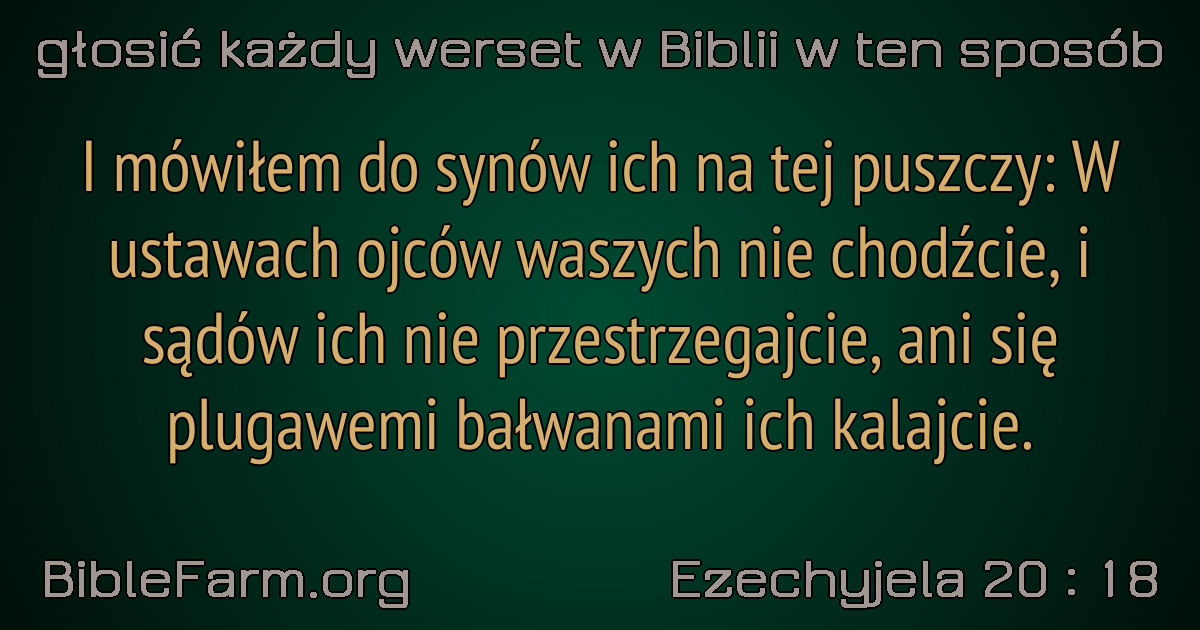 głosić każdy werset w Biblii w ten sposób
I mówiłem do synów ich na tej puszczy: W
ustawach ojców waszych nie chodźcie, i
sądów ich nie przestrzegajcie, ani się
plugawemi bałwanami ich kalajcie.
BibleFarm.org
Ezechyjela 20 : 18